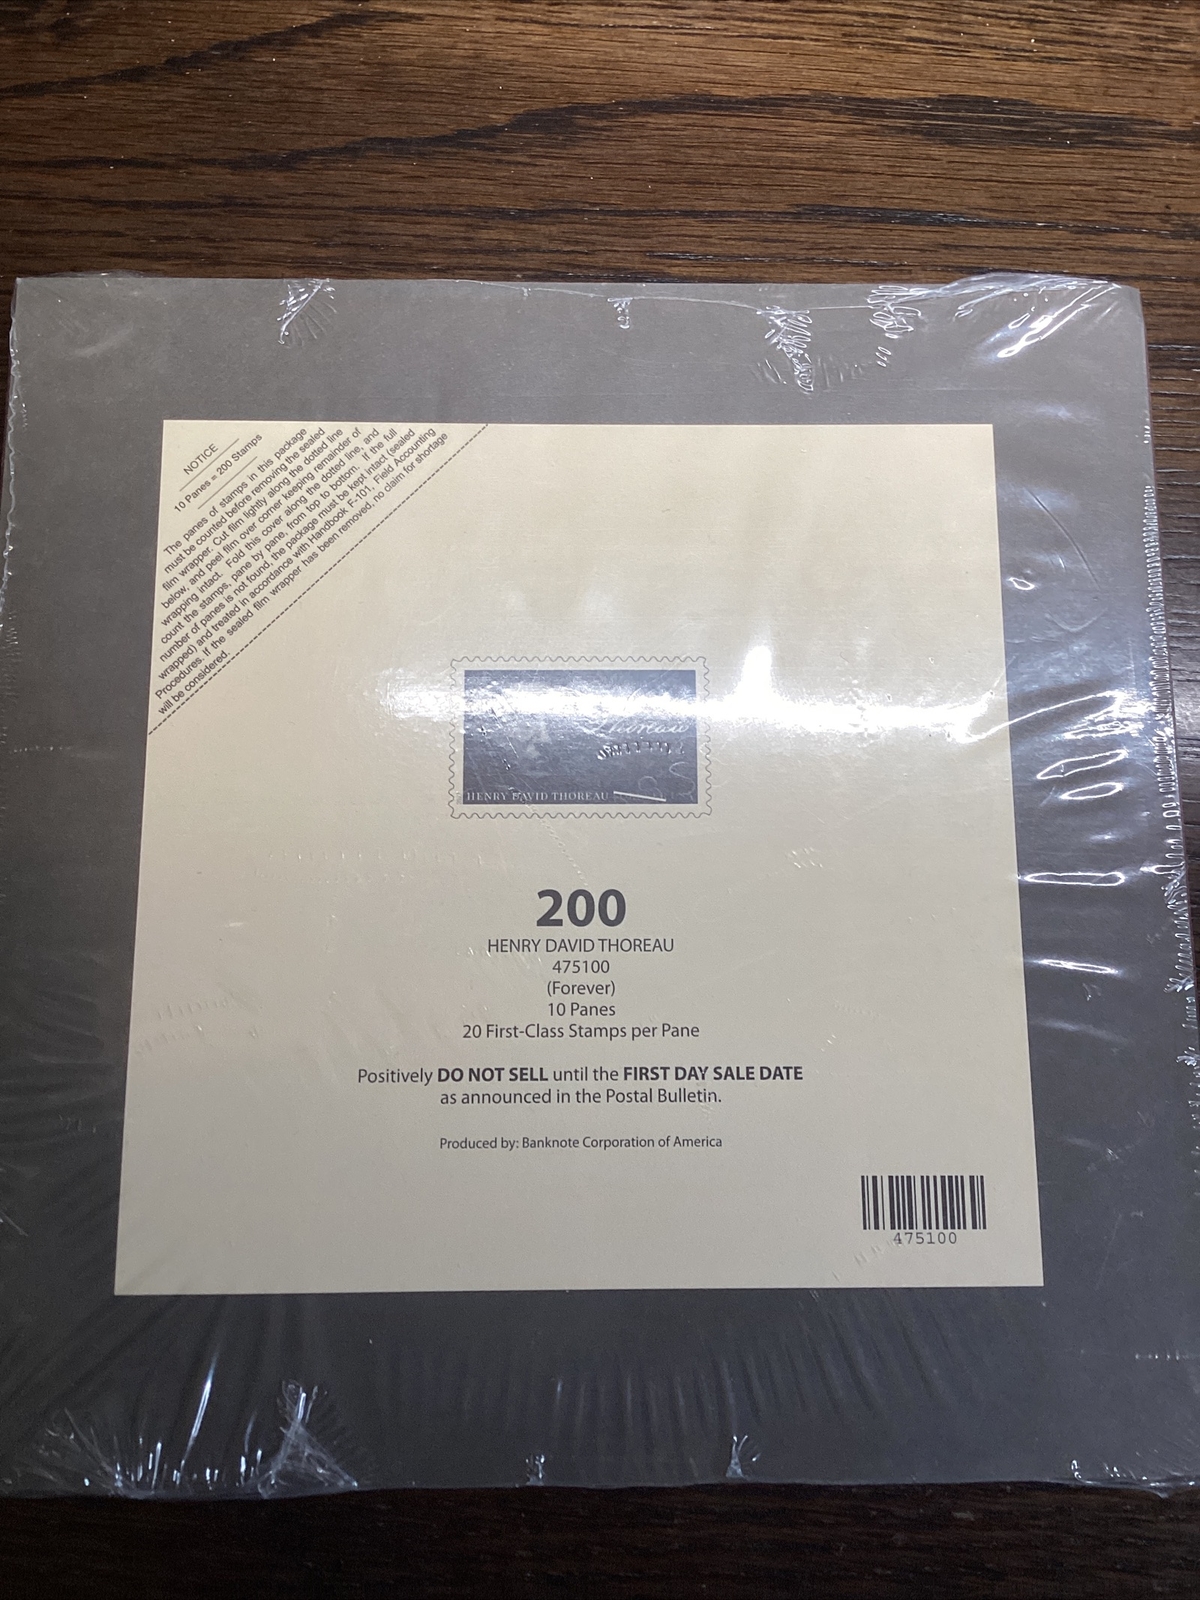 NOTICE
10 Panes = 200 Stamps
The panes of stamps in this package
must be counted before removing the sealed
film wrapper. Cut film lightly along the dotted line
below, and peel film over corner keeping remainder of
wrapping intact. Fold this cover along the dotted line, and
count the stamps, pane by pane, from top to bottom. If the full
number of panes is not found, the package must be kept intact (sealed
wrapped) and treated in accordance with Handbook F-101, Field Accounting
Procedures. If the sealed film wrapper has been removed, no claim for shortage
will be considered.
Thoreau
HENRY DAVID THOREAU
200
HENRY DAVID THOREAU
475100
(Forever)
10 Panes
20 First-Class Stamps per Pane
Positively DO NOT SELL until the FIRST DAY SALE DATE
as announced in the Postal Bulletin.
Produced by: Banknote Corporation of America
475100